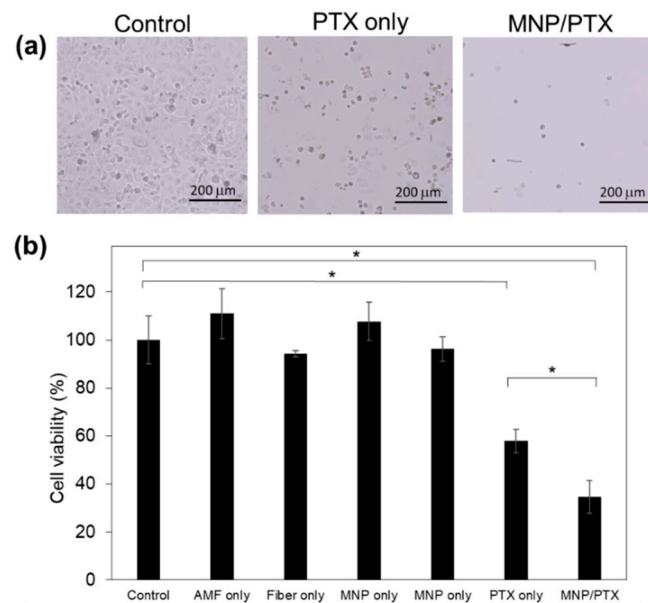 (a)
Control PTX only MNP/PTX
200 μm 200 μm 200 μm
(b)
*
*
*
Cell viability (%)
120
100
80
60
40
20
0
Control AMF only Fiber only MNP only MNP only PTX only MNP/PTX